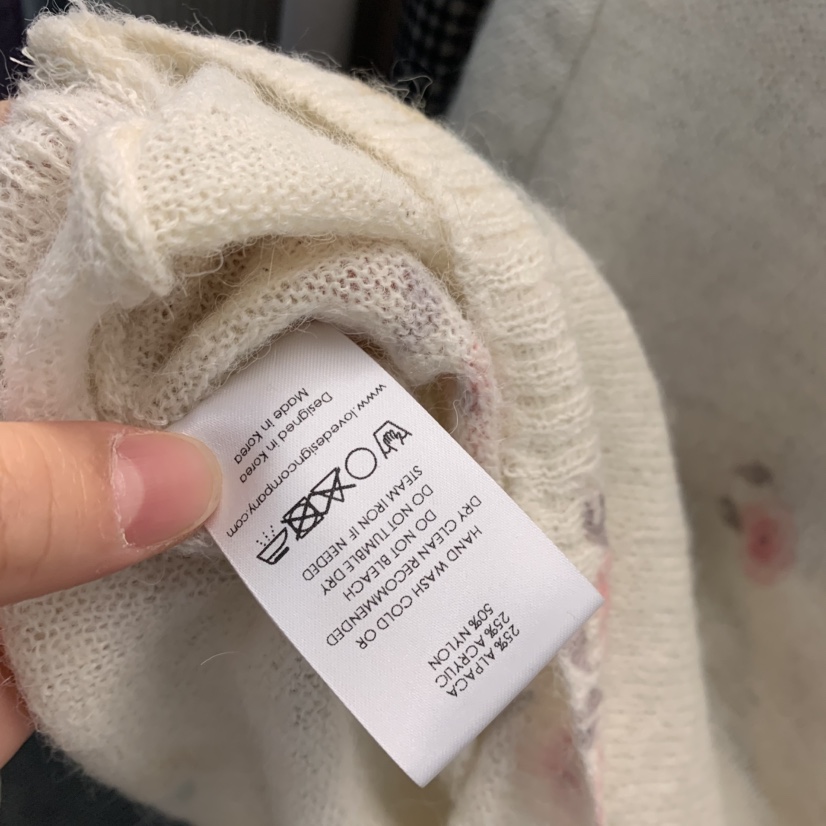 25% ALPACA
25% ACRYLIC
50% NYLON
HAND WASH COLD OR
DRY CLEAN RECOMMENDED
DO NOT BLEACH
DO NOT TUMBLE DRY
STEAM IRON IF NEEDED
www.lovedesigncompany.com
Designed in Korea
Made in Korea